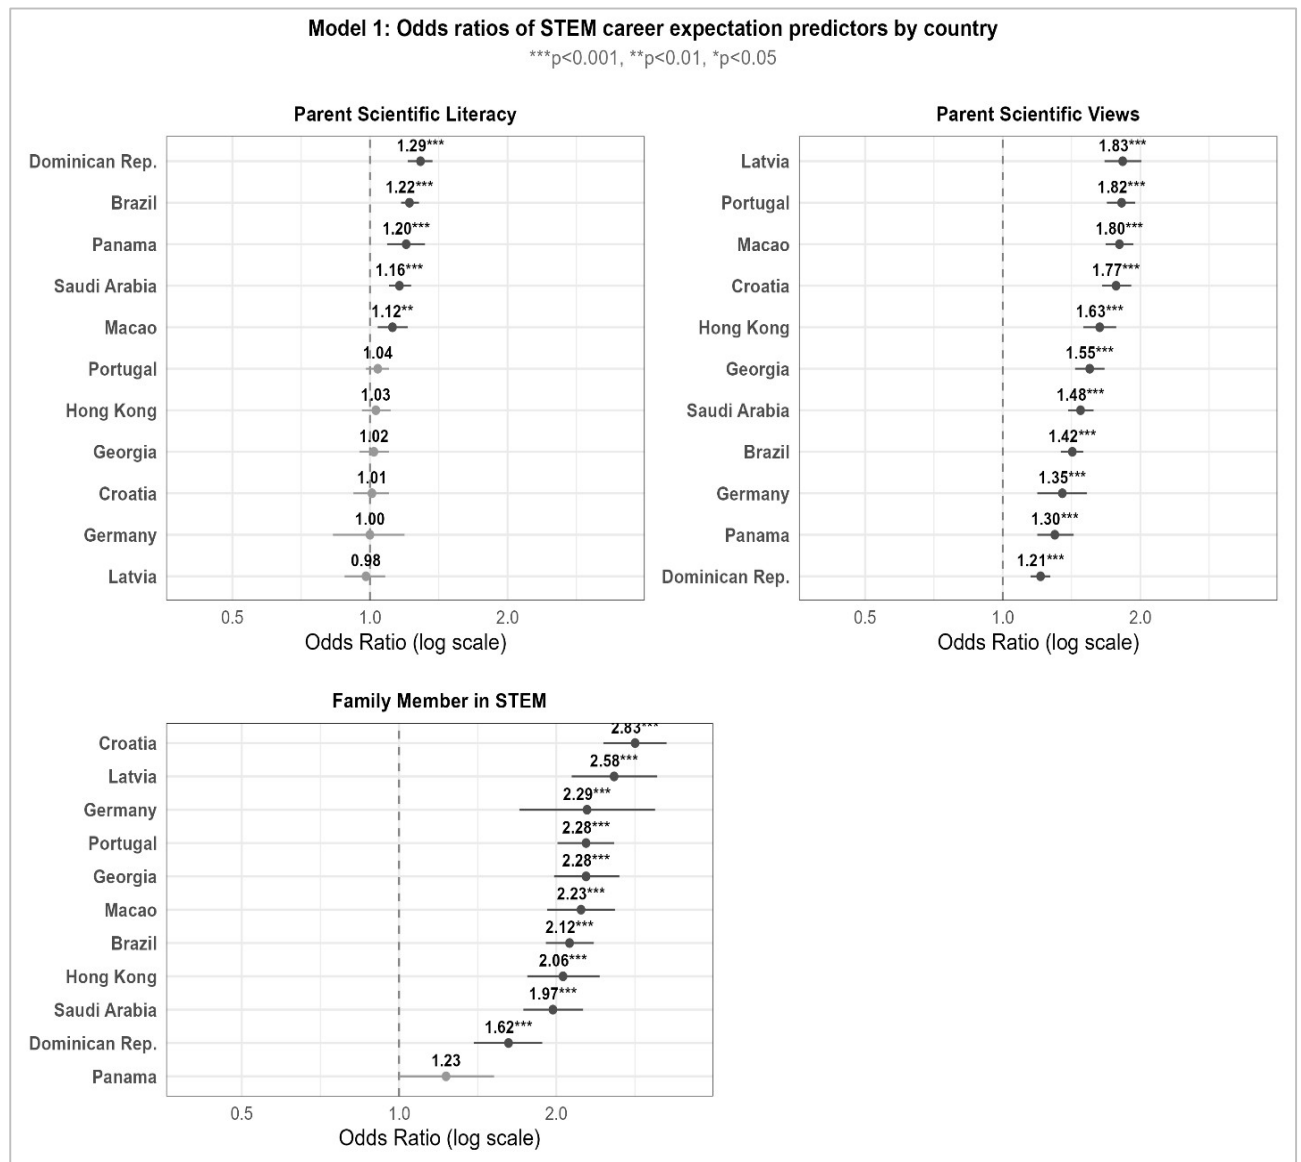 Model 1: Odds ratios of STEM career expectation predictors by country
***p<0.001, **p<0.01, *p<0.05
Parent Scientific Literacy
Dominican Rep. 1.29***
Brazil 1.22***
Panama 1.20***
Saudi Arabia 1.16***
Macao 1.12**
Portugal 1.04
Hong Kong 1.03
Georgia 1.02
Croatia 1.01
Germany 1.00
Latvia 0.98
0.5 1.0 2.0
Odds Ratio (log scale)
Parent Scientific Views
Latvia 1.83***
Portugal 1.82***
Macao 1.80***
Croatia 1.77***
Hong Kong 1.63***
Georgia 1.55***
Saudi Arabia 1.48***
Brazil 1.42***
Germany 1.35***
Panama 1.30***
Dominican Rep. 1.21***
0.5 1.0 2.0
Odds Ratio (log scale)
Family Member in STEM
Croatia 2.83***
Latvia 2.58***
Germany 2.29***
Portugal 2.28***
Georgia 2.28***
Macao 2.23***
Brazil 2.12***
Hong Kong 2.06***
Saudi Arabia 1.97***
Dominican Rep. 1.62***
Panama 1.23
0.5 1.0 2.0
Odds Ratio (log scale)